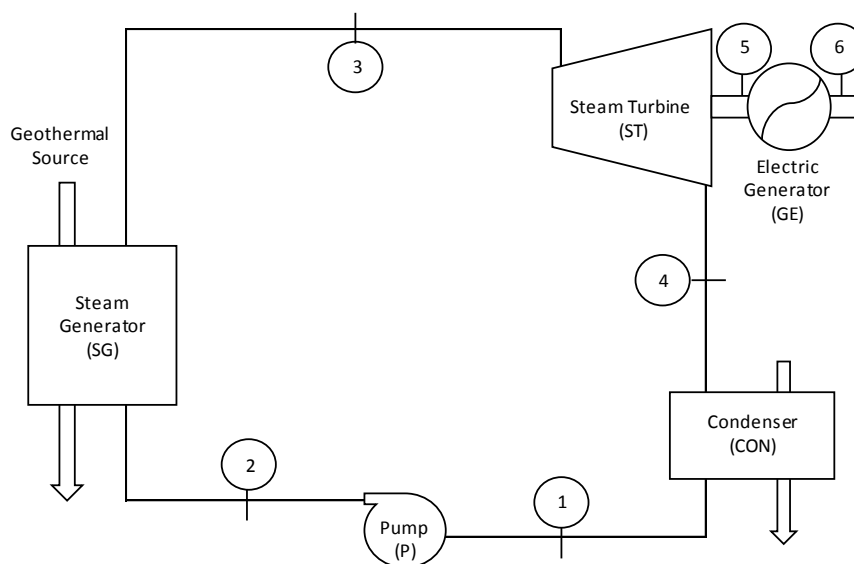 5
6
3
Steam Turbine
(ST)
Geothermal
Source
Electric
Generator
(GE)
4
Steam
Generator
(SG)
Condenser
(CON)
2
1
Pump
(P)